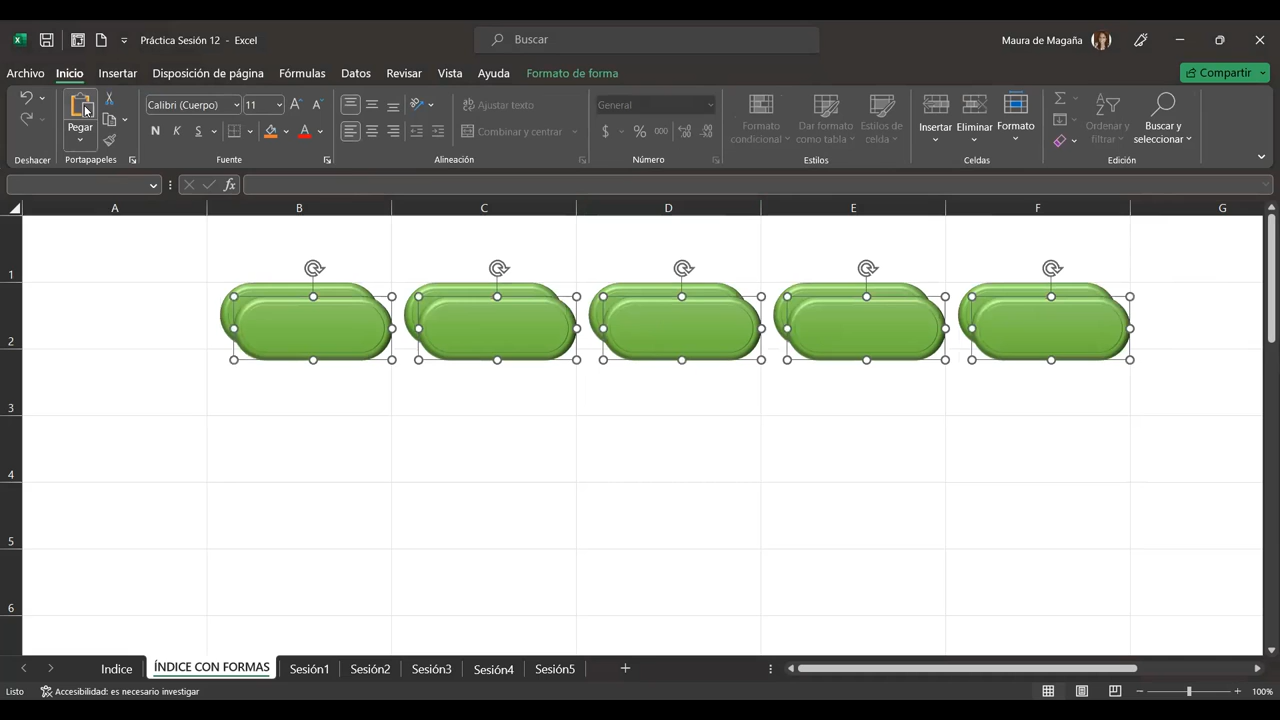 Práctica Sesión 12 - Excel
Buscar
Maura de Magaña
Archivo Inicio Insertar Disposición de página Fórmulas Datos Revisar Vista Ayuda Formato de forma
Compartir
Pegar
Calibri (Cuerpo) 11
N K S
Ajustar texto
Combinar y centrar
General
$ % 000
Formato condicional
Dar formato como tabla
Estilos de celda
Insertar
Eliminar
Formato
Ordenar y filtrar
Buscar y seleccionar
Deshacer Portapapeles Fuente Alineación Número Estilos Celdas Edición
fx
A B C D E F G
1
2
3
4
5
6
Indice ÍNDICE CON FORMAS Sesión1 Sesión2 Sesión3 Sesión4 Sesión5
Listo Accesibilidad: es necesario investigar 100%